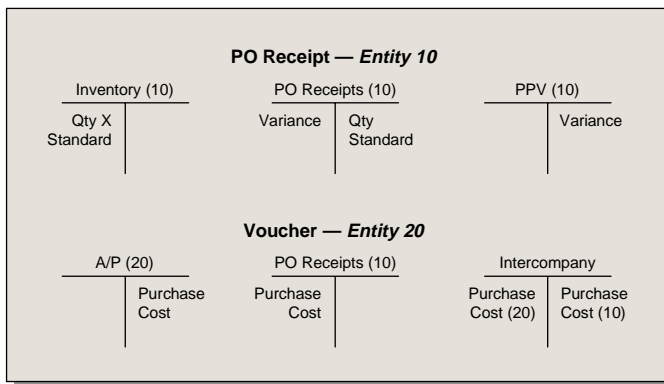 PO Receipt — Entity 10
Inventory (10)
PO Receipts (10)
PPV (10)
Qty X
Standard
Variance
Qty
Standard
Variance
Voucher — Entity 20
A/P (20)
PO Receipts (10)
Intercompany
Purchase
Cost
Purchase
Cost
Purchase
Cost (20)
Purchase
Cost (10)